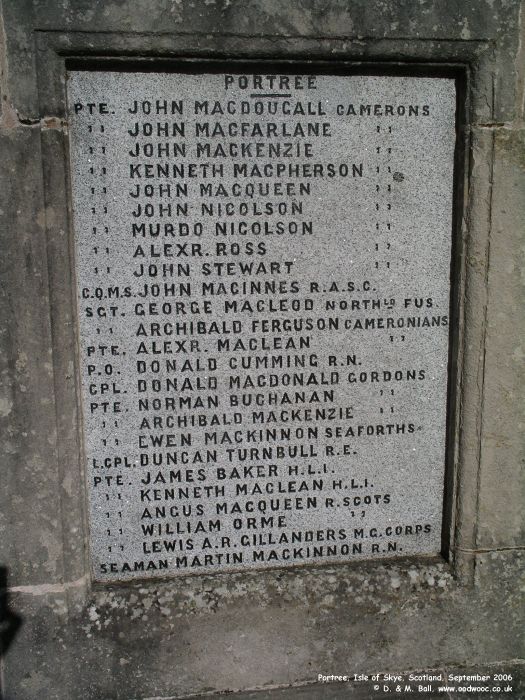 PORTREE
PTE. JOHN MACDOUGALL CAMERONS
" JOHN MACFARLANE "
" JOHN MACKENZIE "
" KENNETH MACPHERSON "
" JOHN MACQUEEN "
" JOHN NICOLSON "
" MURDO NICOLSON "
" ALEXR. ROSS "
" JOHN STEWART "
C.Q.M.S. JOHN MACINNES R.A.S.C.
SGT. GEORGE MACLEOD NORTHLD FUS.
" ARCHIBALD FERGUSON CAMERONIANS
PTE. ALEXR. MACLEAN "
P.O. DONALD CUMMING R.N.
CPL. DONALD MACDONALD GORDONS
PTE. NORMAN BUCHANAN "
" ARCHIBALD MACKENZIE "
" EWEN MACKINNON SEAFORTHS
L.CPL. DUNCAN TURNBULL R.E.
PTE. JAMES BAKER H.L.I.
" KENNETH MACLEAN H.L.I.
" ANGUS MACQUEEN R. SCOTS
" WILLIAM ORME "
" LEWIS A.R. GILLANDERS M.G. CORPS
SEAMAN MARTIN MACKINNON R.N.
Portree, Isle of Skye, Scotland. September 2006
© D. & M. Ball, www.oodwooc.co.uk